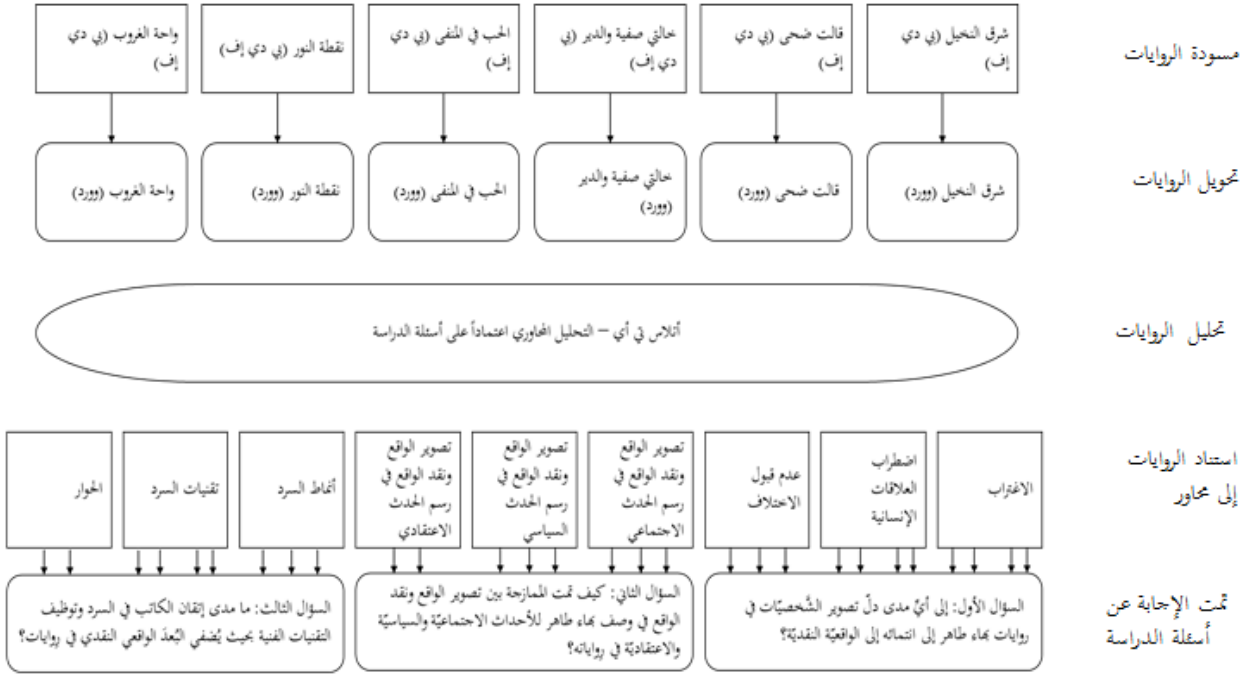 مسودة الروايات
شرق النخيل (بي دي
إف)
قالت ضحى (بي دي
إف)
خالتي صفية والدير (بي
دي إف)
الحب في المنفى (بي دي
إف)
نقطة النور (بي دي إف)
واحة الغروب (بي دي
إف)
تحويل الروايات
شرق النخيل (وورد)
قالت ضحى (وورد)
خالتي صفية والدير
(وورد)
الحب في المنفى (وورد)
نقطة النور (وورد)
واحة الغروب (وورد)
تحليل الروايات
أتلاس تي أي – التحليل المحاوري اعتماداً على أسئلة الدراسة
استناد الروايات
إلى محاور
الاغتراب
اضطراب
العلاقات
الإنسانية
عدم قبول
الاختلاف
تصوير الواقع
ونقد الواقع في
رسم الحدث
الاجتماعي
تصوير الواقع
ونقد الواقع في
رسم الحدث
السياسي
تصوير الواقع
ونقد الواقع في
رسم الحدث
الاعتقادي
أنماط السرد
تقنيات السرد
الحوار
تمت الإجابة عن
أسئلة الدراسة
السؤال الأول: إلى أيِّ مدى دلّ تصوير الشَّخصيّات في
روايات بهاء طاهر إلى انتمائه إلى الواقعيّة النقديّة؟
السؤال الثاني: كيف تمت الممازجة بين تصوير الواقع ونقد
الواقع في وصف بهاء طاهر للأحداث الاجتماعيّة والسياسيّة
والاعتقاديّة في رواياته؟
السؤال الثالث: ما مدى إتقان الكاتب في السرد وتوظيف
التقنيات الفنية بحيث يُضفي البُعدَ الواقعي النقدي في رِوايات؟